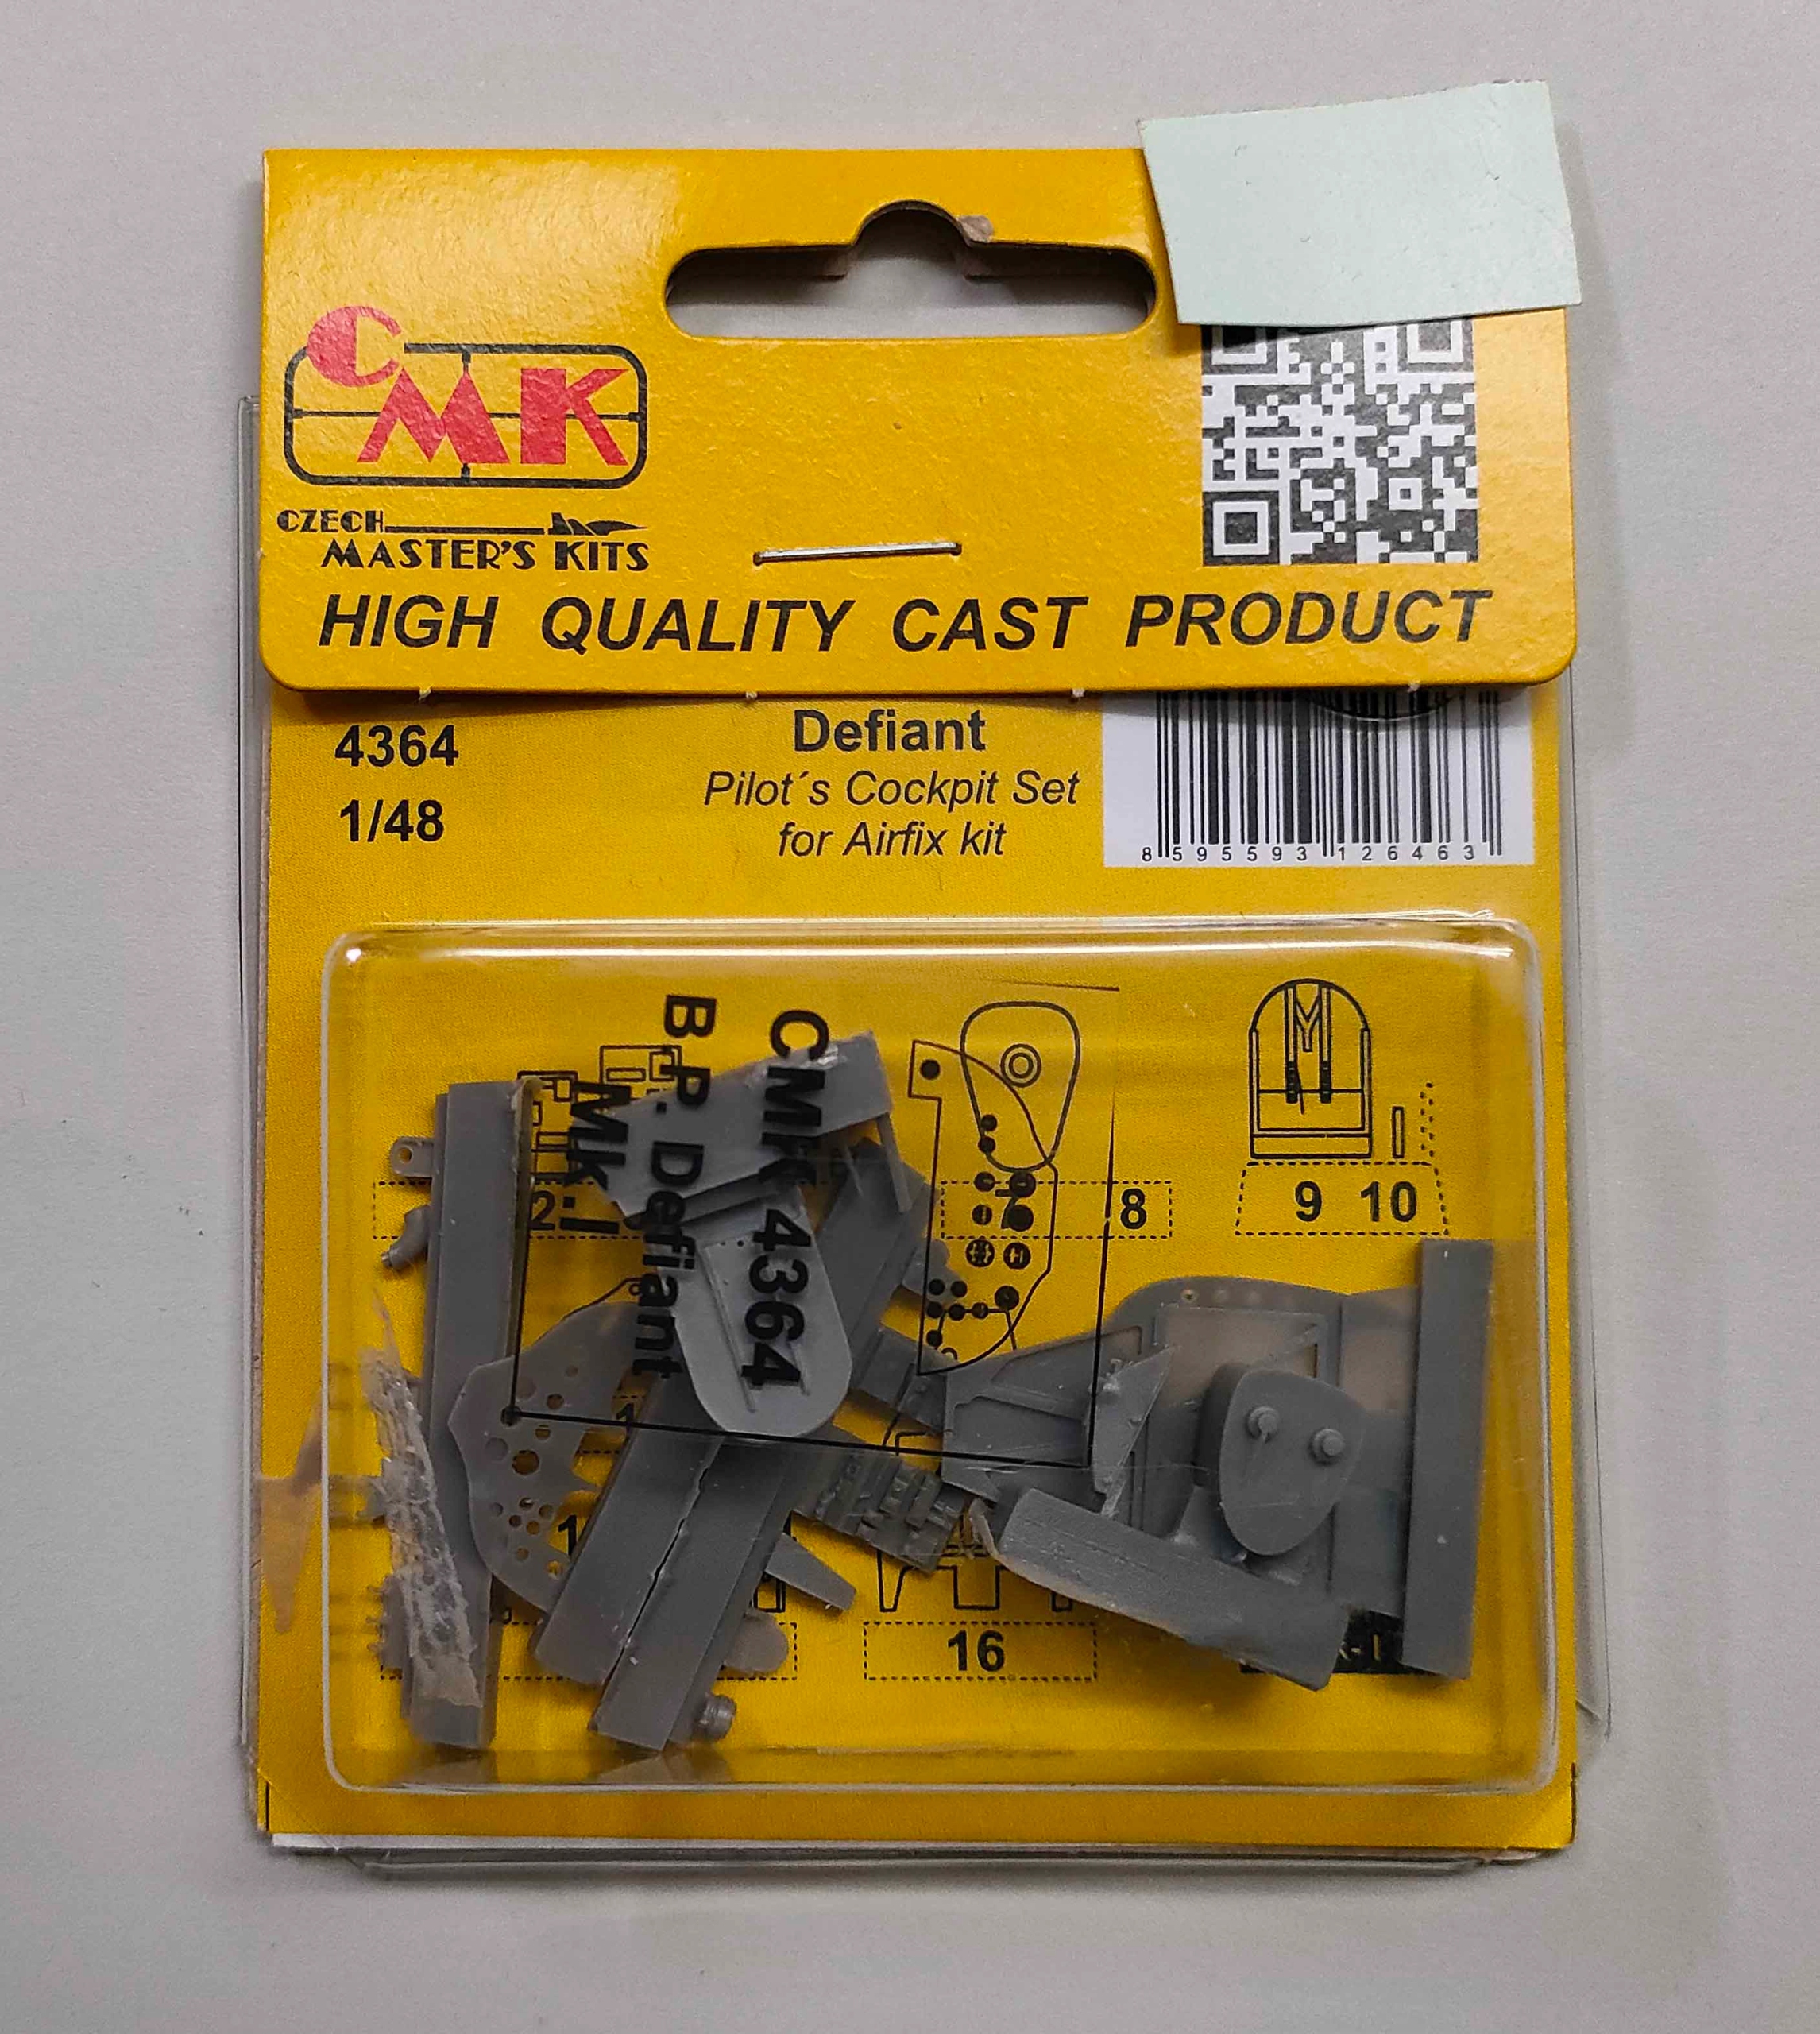 CMK
CZECH
MASTER'S KITS
HIGH QUALITY CAST PRODUCT
4364
1/48
Defiant
Pilot´s Cockpit Set
for Airfix kit
8 595593 126463
CMK 4364
B.P. Defiant
Mk.I
2
8
9 10
16